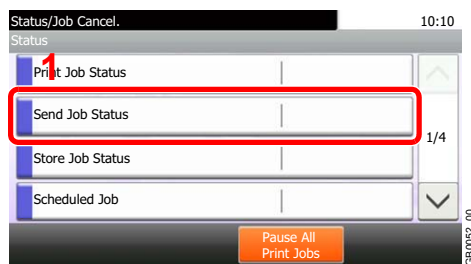 Status/Job Cancel.
10:10
Status
1
Print Job Status
Send Job Status
1/4
Store Job Status
Scheduled Job
Pause All
Print Jobs
GB0052_00